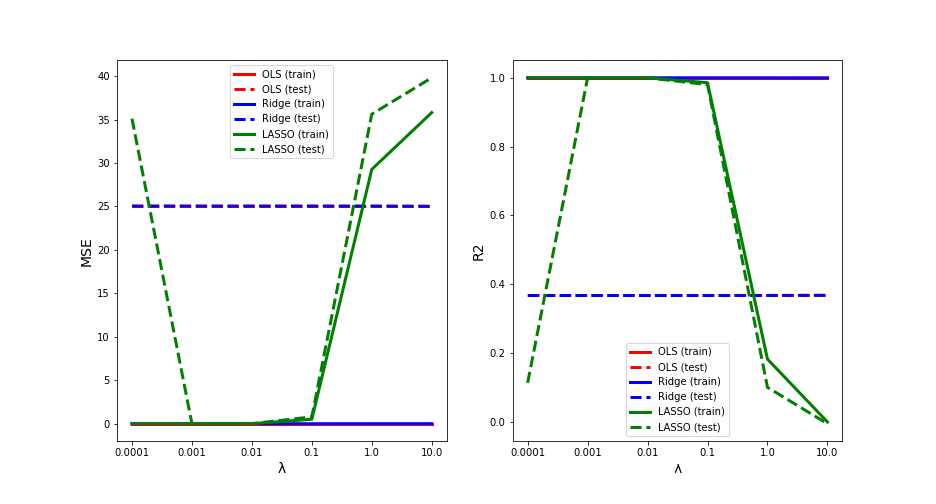 MSE
40
35
30
25
20
15
10
5
0
0.0001 0.001 0.01 0.1 1.0 10.0
λ
OLS (train)
OLS (test)
Ridge (train)
Ridge (test)
LASSO (train)
LASSO (test)
R2
1.0
0.8
0.6
0.4
0.2
0.0
0.0001 0.001 0.01 0.1 1.0 10.0
λ
OLS (train)
OLS (test)
Ridge (train)
Ridge (test)
LASSO (train)
LASSO (test)